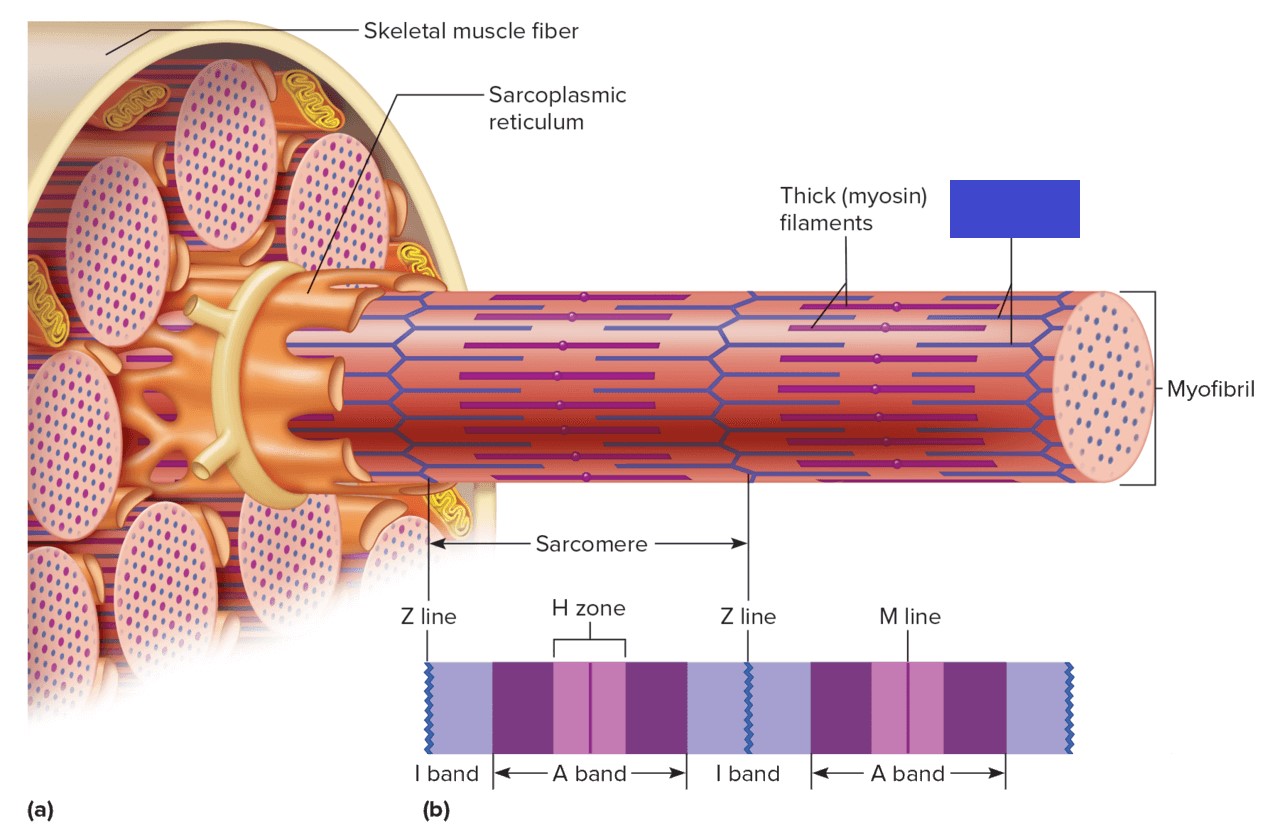 Skeletal muscle fiber
Sarcoplasmic
reticulum
Thick (myosin)
filaments
Myofibril
Sarcomere
Z line
H zone
Z line
M line
I band
A band
I band
A band
(a)
(b)